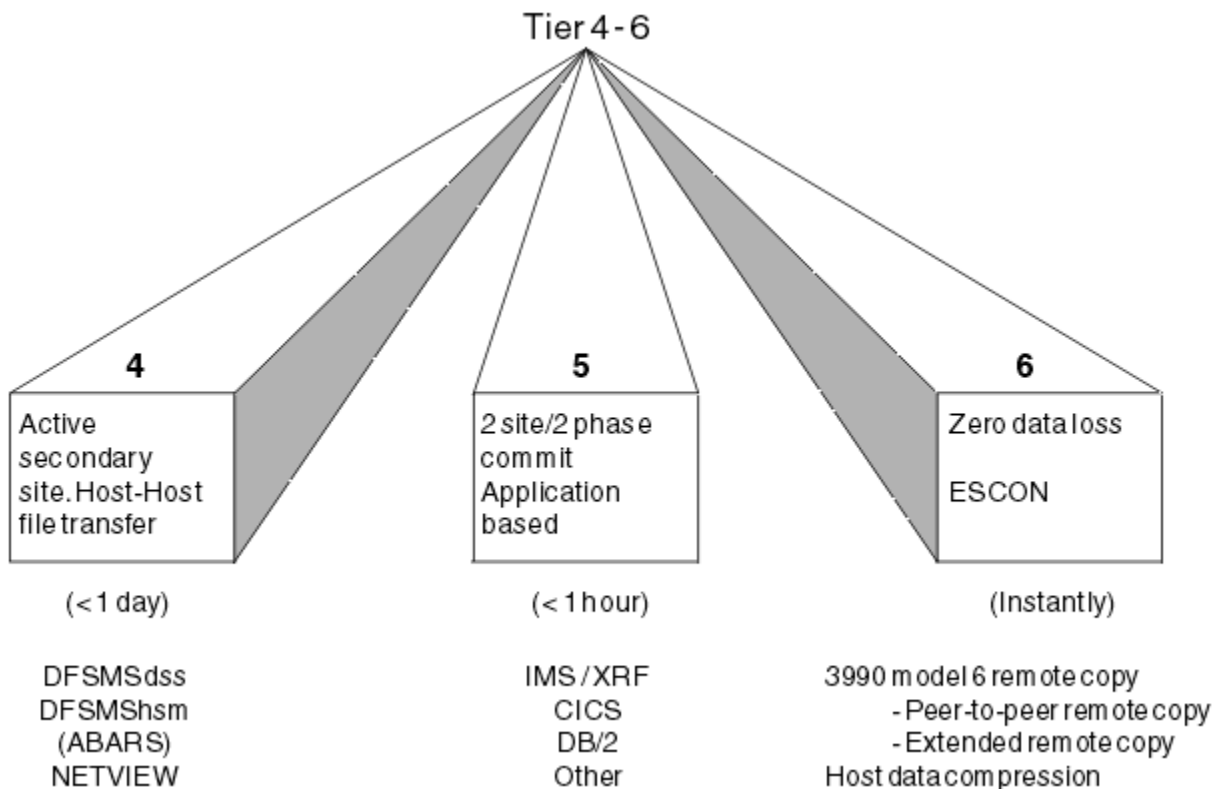 Tier 4-6
4
Active
secondary
site. Host-Host
file transfer
(< 1 day)
DFSMSdss
DFSMShsm
(ABARS)
NETVIEW
5
2 site/2 phase
commit
Application
based
(< 1 hour)
IMS / XRF
CICS
DB/2
Other
6
Zero data loss
ESCON
(Instantly)
3990 model 6 remote copy
- Peer-to-peer remote copy
- Extended remote copy
Host data compression